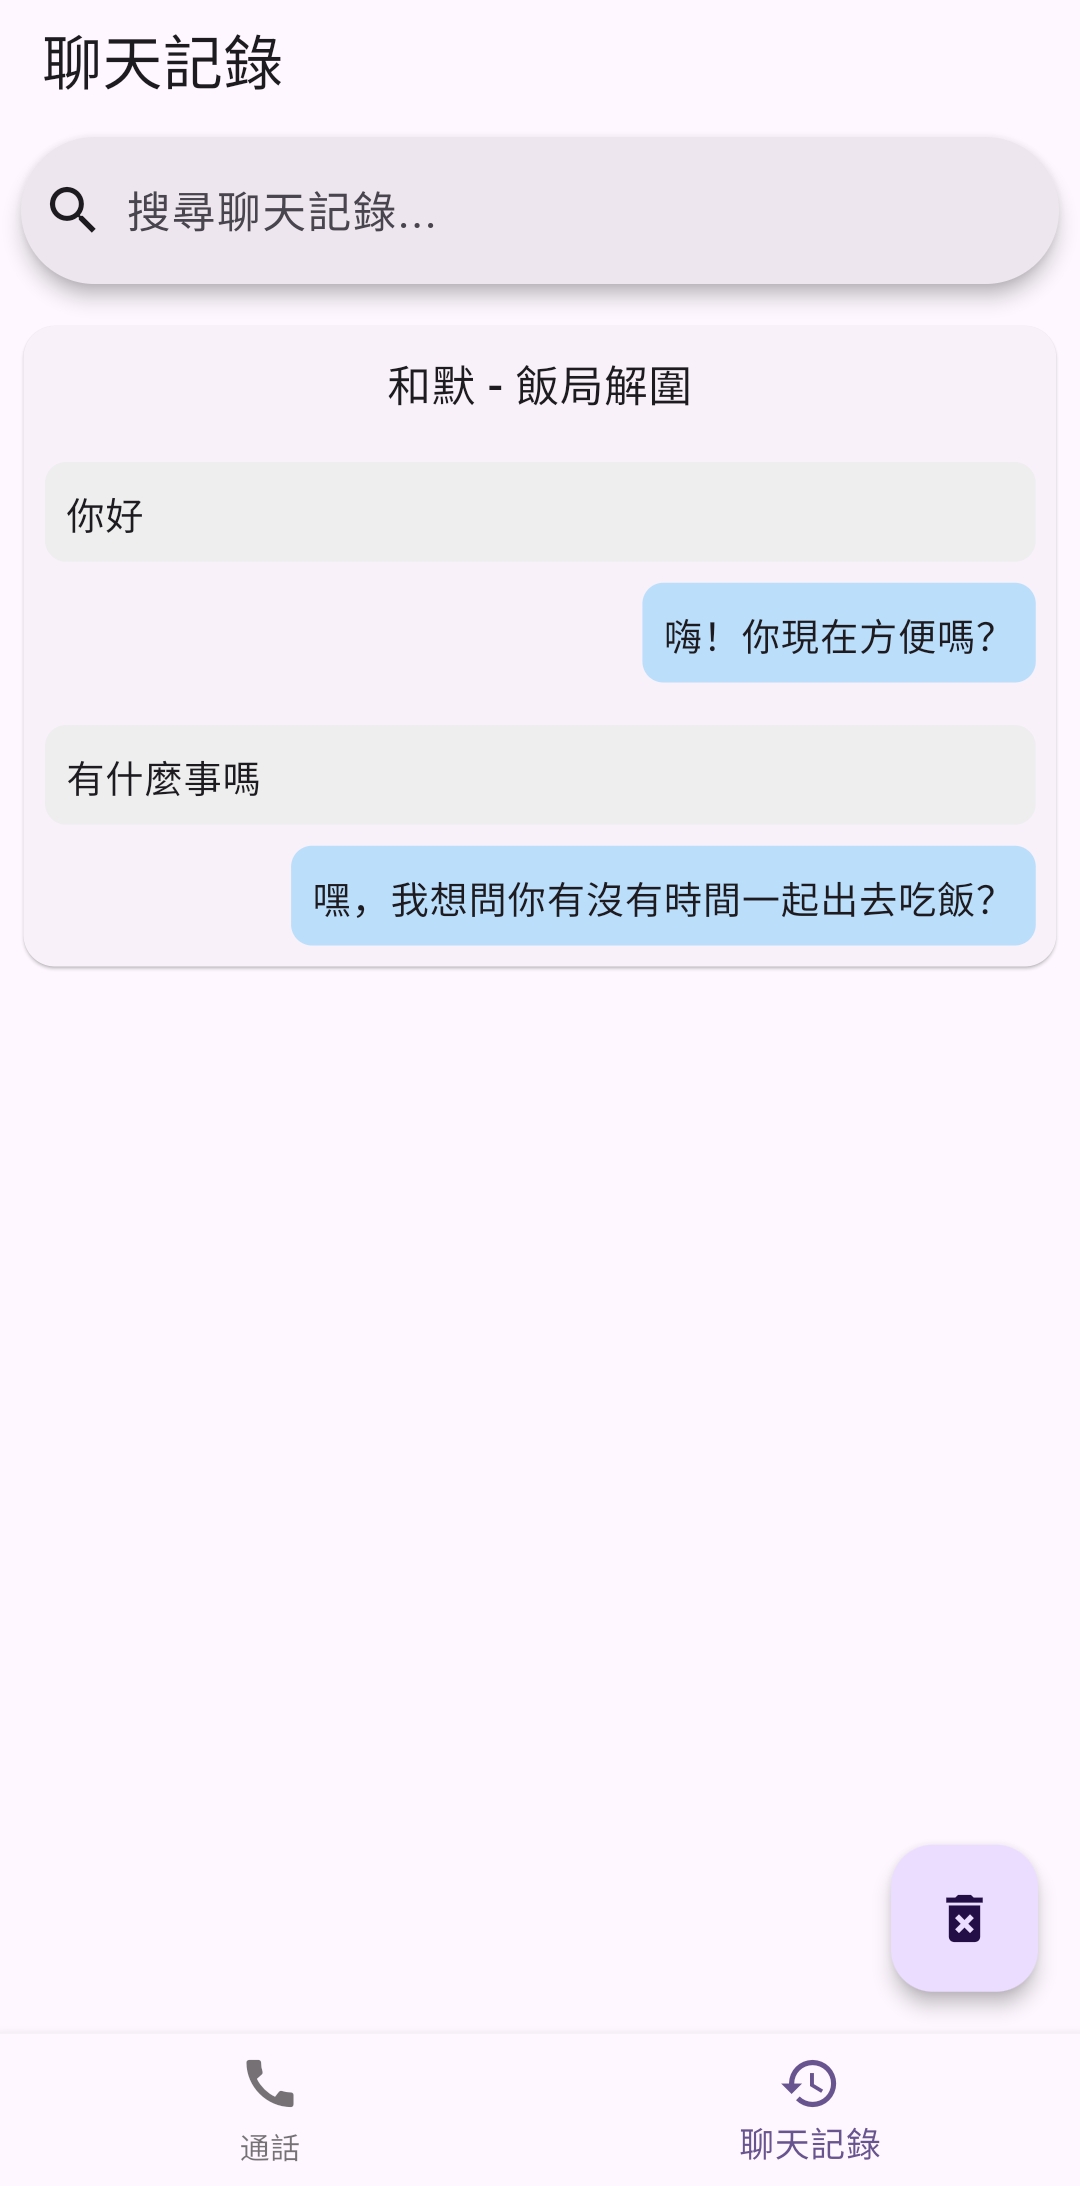 聊天記錄
搜尋聊天記錄...
和默 - 飯局解圍
你好
嗨！你現在方便嗎？
有什麼事嗎
嘿，我想問你有沒有時間一起出去吃飯？
通話
聊天記錄